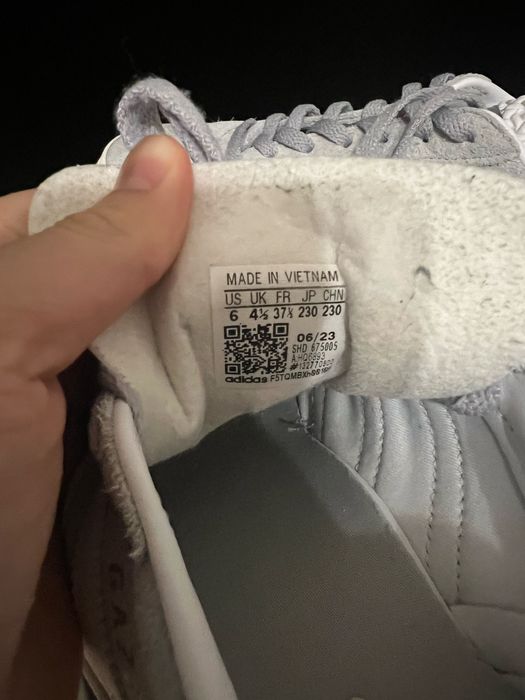 MADE IN VIETNAM
US UK FR JP CHN
6 4½ 37⅓ 230 230
06/23
SHD 675005
adidas
GAZ